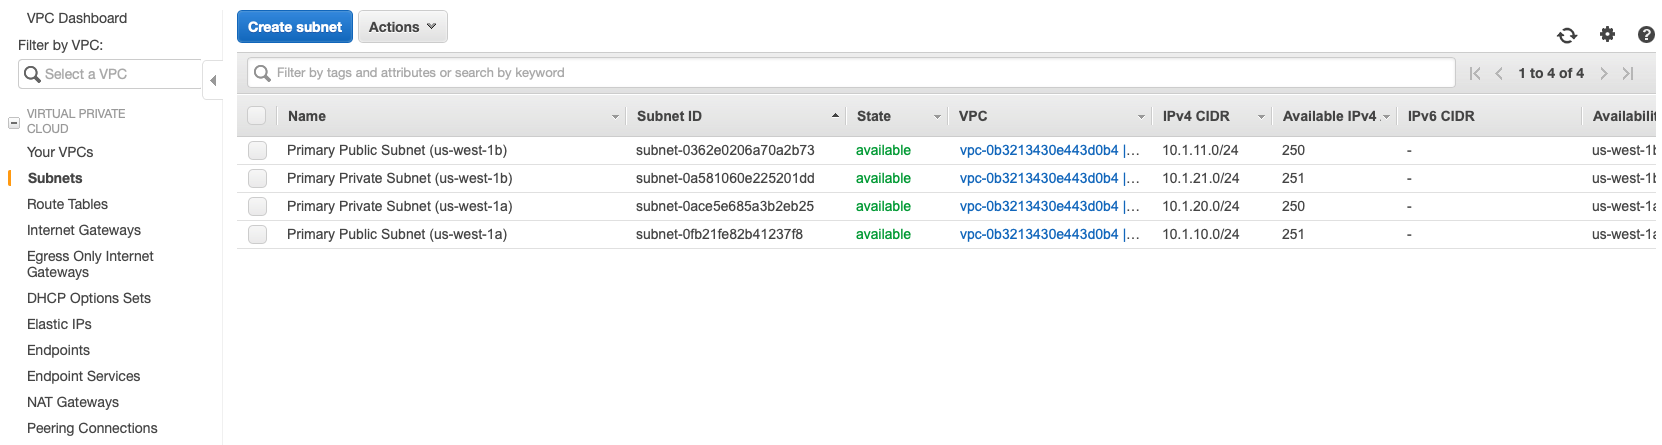 VPC Dashboard
Filter by VPC:
Select a VPC
VIRTUAL PRIVATE
CLOUD
Your VPCs
Subnets
Route Tables
Internet Gateways
Egress Only Internet
Gateways
DHCP Options Sets
Elastic IPs
Endpoints
Endpoint Services
NAT Gateways
Peering Connections
Create subnet Actions
Filter by tags and attributes or search by keyword 1 to 4 of 4
Name Subnet ID State VPC IPv4 CIDR Available IPv4 IPv6 CIDR Availabili
Primary Public Subnet (us-west-1b) subnet-0362e0206a70a2b73 available vpc-0b3213430e443d0b4 |... 10.1.11.0/24 250 - us-west-1b
Primary Private Subnet (us-west-1b) subnet-0a581060e225201dd available vpc-0b3213430e443d0b4 |... 10.1.21.0/24 251 - us-west-1b
Primary Private Subnet (us-west-1a) subnet-0ace5e685a3b2eb25 available vpc-0b3213430e443d0b4 |... 10.1.20.0/24 250 - us-west-1a
Primary Public Subnet (us-west-1a) subnet-0fb21fe82b41237f8 available vpc-0b3213430e443d0b4 |... 10.1.10.0/24 251 - us-west-1a